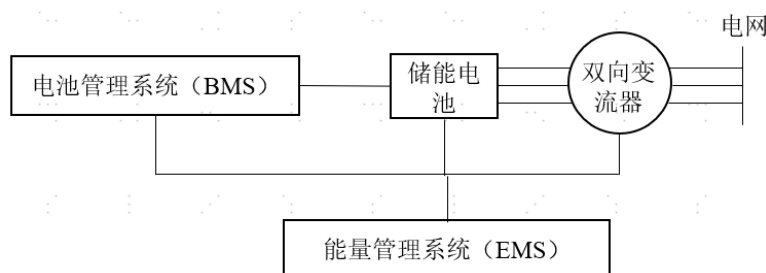 电网
电池管理系统（BMS）
储能电
池
双向变
流器
能量管理系统（EMS）